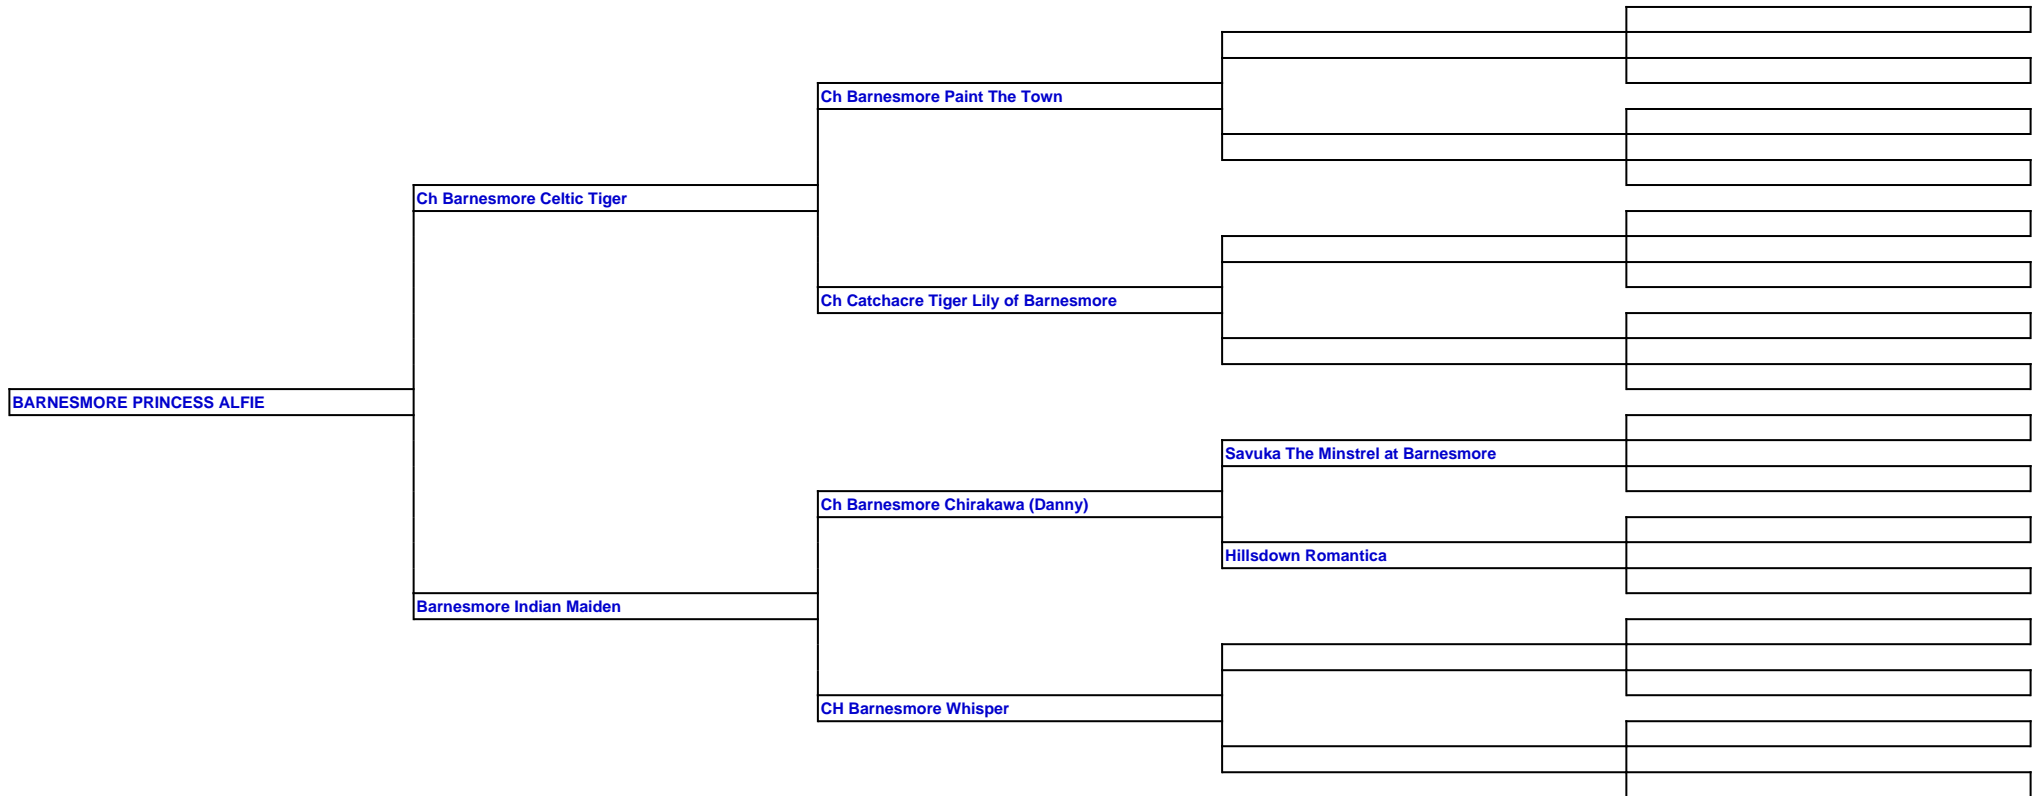 Ch Barnesmore Paint The Town
Ch Barnesmore Celtic Tiger
Ch Catchacre Tiger Lily of Barnesmore
BARNESMORE PRINCESS ALFIE
Savuka The Minstrel at Barnesmore
Ch Barnesmore Chirakawa (Danny)
Hillsdown Romantica
Barnesmore Indian Maiden
CH Barnesmore Whisper